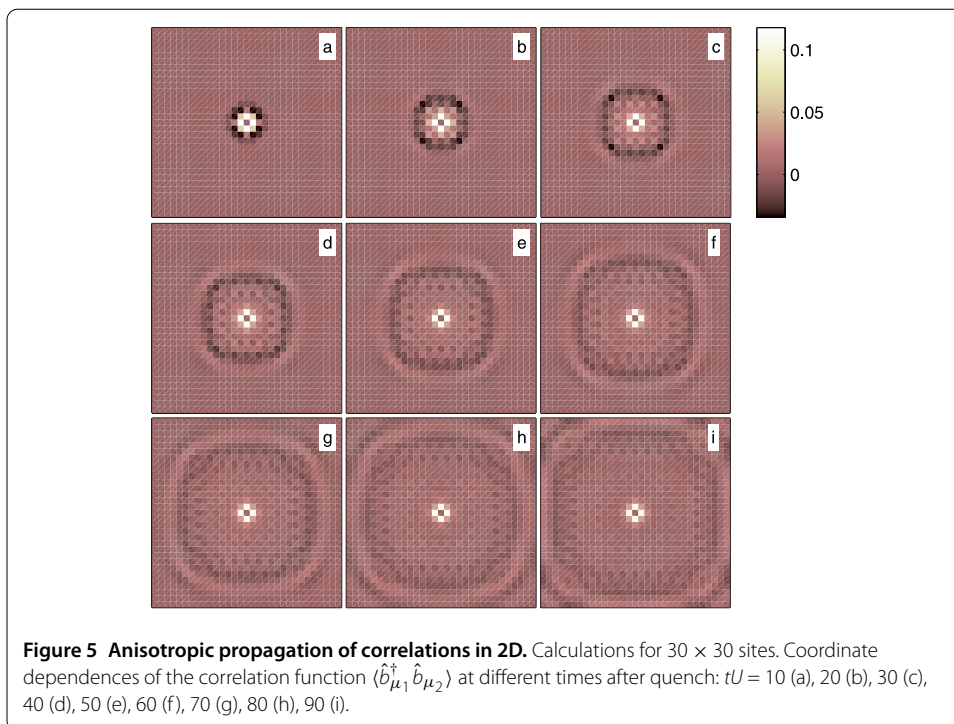 a b c
0.1
0.05
0
d e f
g h i
Figure 5 Anisotropic propagation of correlations in 2D. Calculations for 30 × 30 sites. Coordinate
dependences of the correlation function ⟨b̂†μ₁ b̂μ₂⟩ at different times after quench: tU = 10 (a), 20 (b), 30 (c),
40 (d), 50 (e), 60 (f), 70 (g), 80 (h), 90 (i).